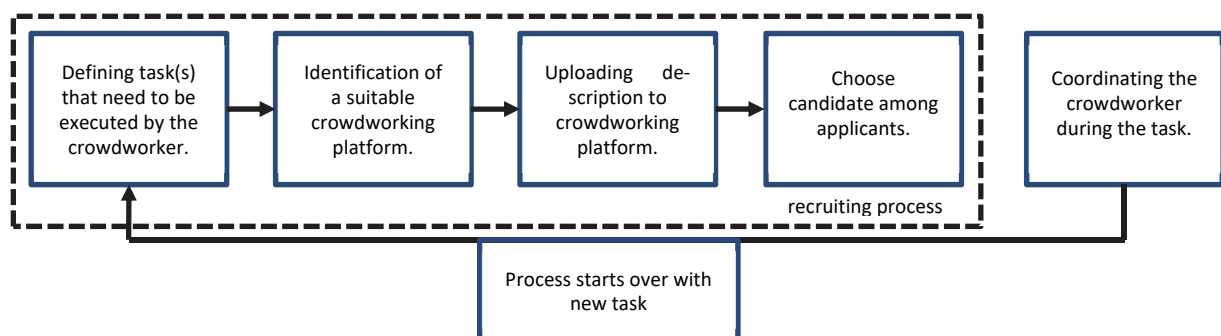 Defining task(s)
that need to be
executed by the
crowdworker.
Identification of
a suitable
crowdworking
platform.
Uploading de-
scription to
crowdworking
platform.
Choose
candidate among
applicants.
Coordinating the
crowdworker
during the task.
recruiting process
Process starts over with
new task